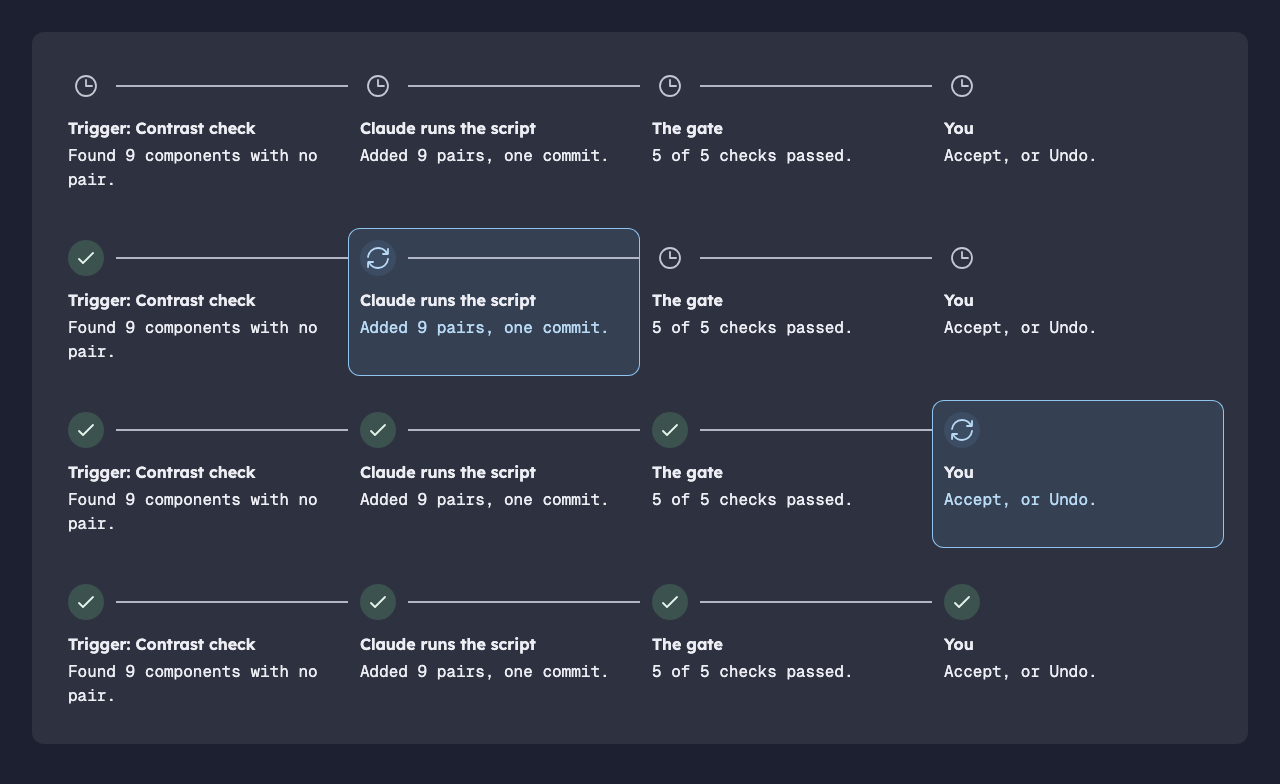 Trigger: Contrast check
Found 9 components with no
pair.
Claude runs the script
Added 9 pairs, one commit.
The gate
5 of 5 checks passed.
You
Accept, or Undo.
Trigger: Contrast check
Found 9 components with no
pair.
Claude runs the script
Added 9 pairs, one commit.
The gate
5 of 5 checks passed.
You
Accept, or Undo.
Trigger: Contrast check
Found 9 components with no
pair.
Claude runs the script
Added 9 pairs, one commit.
The gate
5 of 5 checks passed.
You
Accept, or Undo.
Trigger: Contrast check
Found 9 components with no
pair.
Claude runs the script
Added 9 pairs, one commit.
The gate
5 of 5 checks passed.
You
Accept, or Undo.